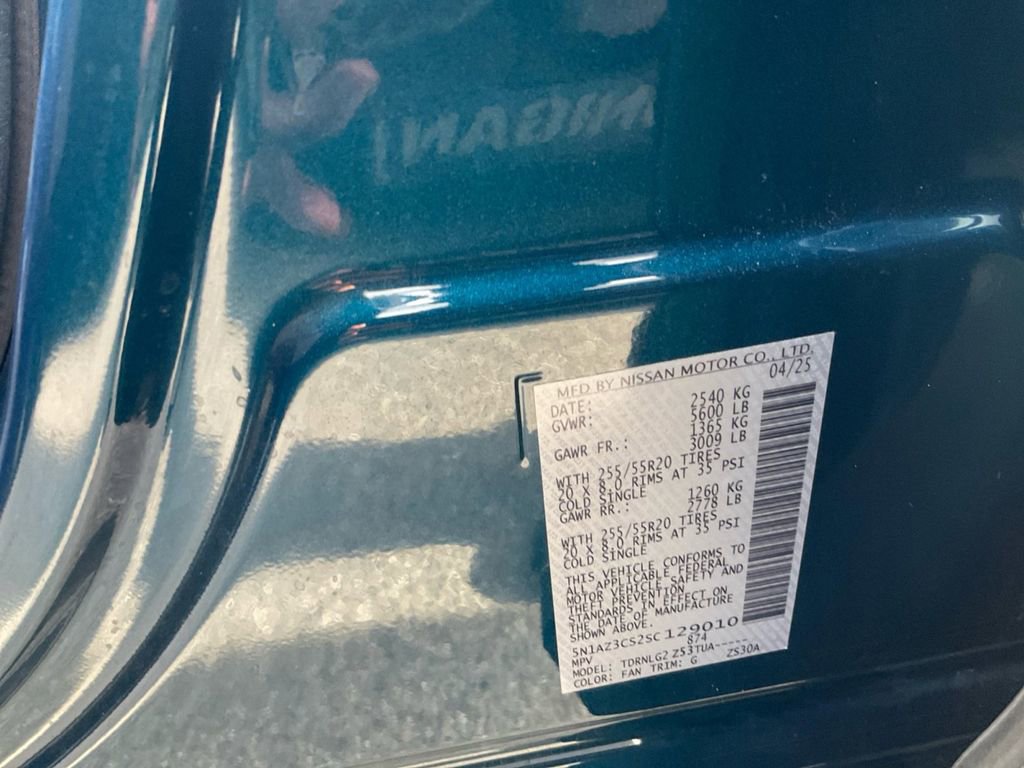 MFD BY NISSAN MOTOR CO., LTD.
DATE: 04/25
GVWR: 2540 KG
5600 LB
GAWR FR.: 1365 KG
3009 LB
WITH 255/55R20 TIRES
20 X 8.0 RIMS AT 35 PSI
COLD SINGLE
GAWR RR.: 1260 KG
2778 LB
WITH 255/55R20 TIRES
20 X 8.0 RIMS AT 35 PSI
COLD SINGLE
THIS VEHICLE CONFORMS TO
ALL APPLICABLE FEDERAL
MOTOR VEHICLE SAFETY AND
THEFT PREVENTION
STANDARDS IN EFFECT ON
THE DATE OF MANUFACTURE
SHOWN ABOVE.
5N1AZ3CS2SC129010
MPV 874
MODEL: TDRNLG2 Z53TUA-----
COLOR: FAN TRIM: G ZS30A